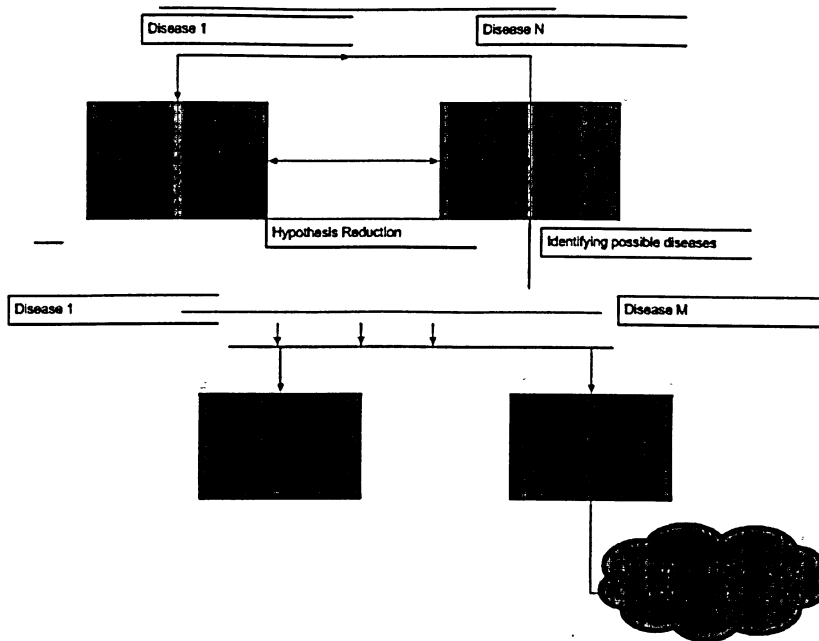 Disease 1
Disease N
Hypothesis Reduction
Identifying possible diseases
Disease 1
Disease M